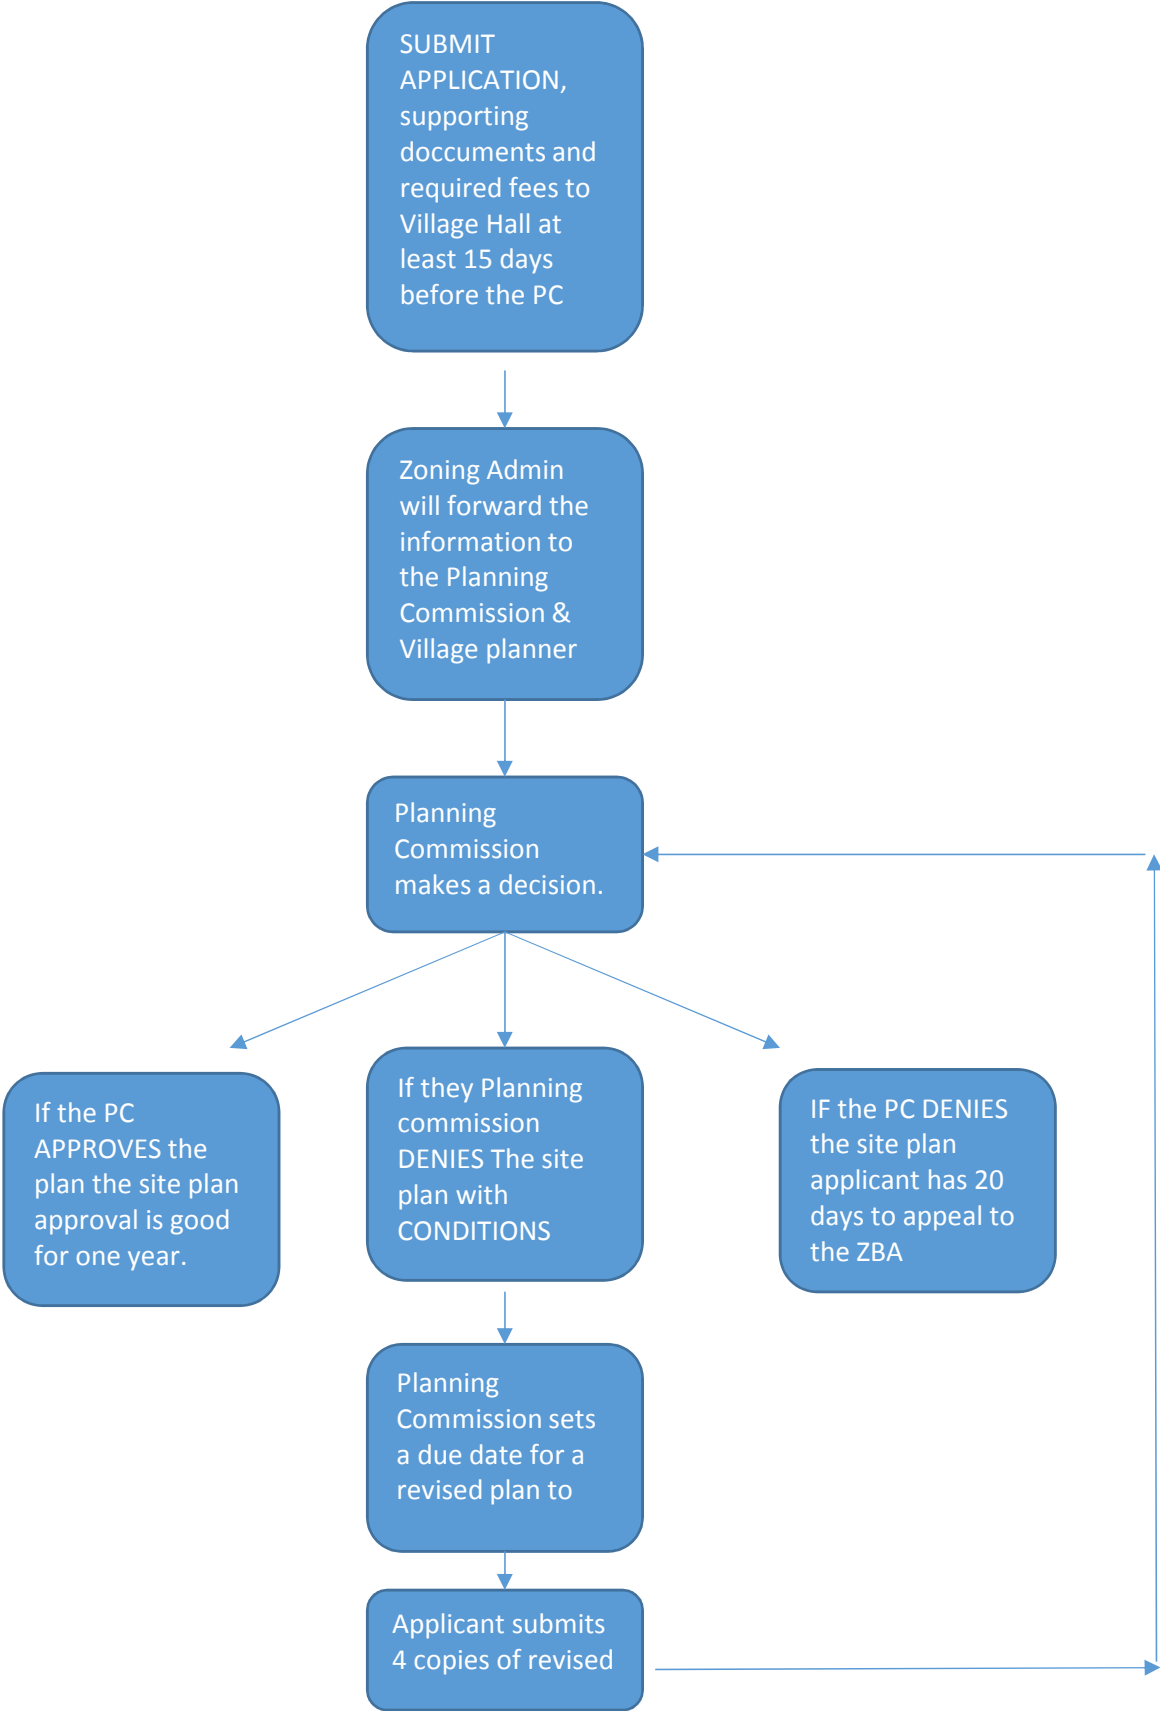 SUBMIT
APPLICATION,
supporting
doccuments and
required fees to
Village Hall at
least 15 days
before the PC
Zoning Admin
will forward the
information to
the Planning
Commission &
Village planner
Planning
Commission
makes a decision.
If the PC
APPROVES the
plan the site plan
approval is good
for one year.
If they Planning
commission
DENIES The site
plan with
CONDITIONS
IF the PC DENIES
the site plan
applicant has 20
days to appeal to
the ZBA
Planning
Commission sets
a due date for a
revised plan to
Applicant submits
4 copies of revised